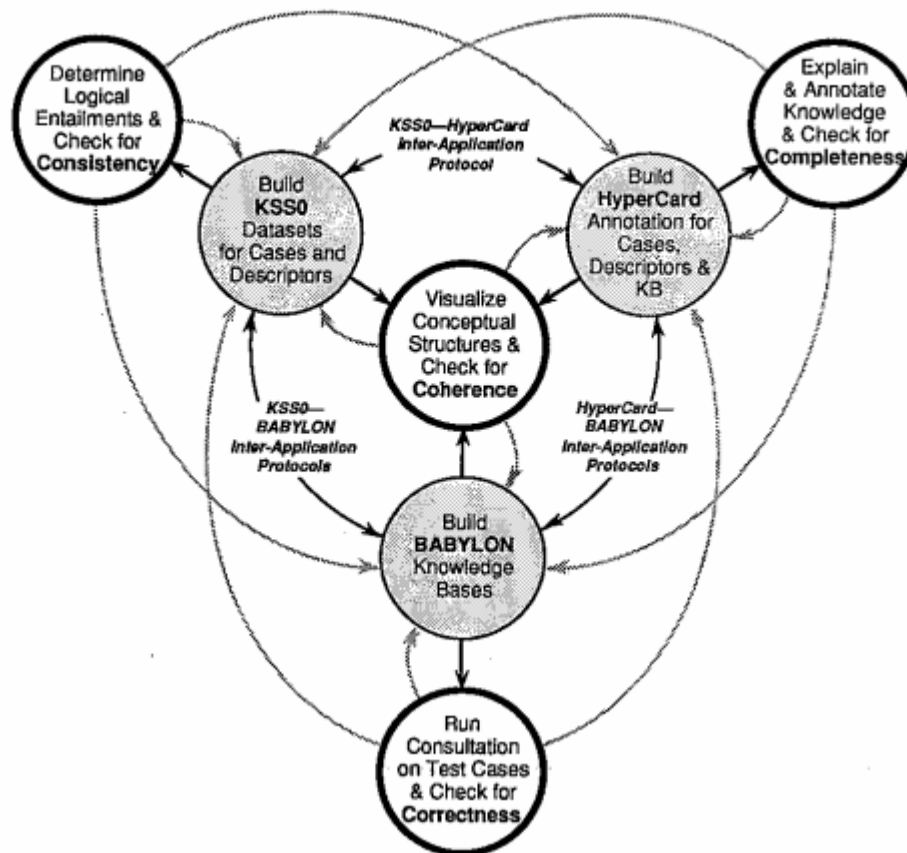 Determine
Logical
Entailments &
Check for
Consistency
Explain
& Annotate
Knowledge
& Check for
Completeness
KSS0—HyperCard
Inter-Application
Protocol
Build
KSS0
Datasets
for Cases and
Descriptors
Build
HyperCard
Annotation for
Cases,
Descriptors &
KB
Visualize
Conceptual
Structures &
Check for
Coherence
KSS0—
BABYLON
Inter-Application
Protocols
HyperCard—
BABYLON
Inter-Application
Protocols
Build
BABYLON
Knowledge
Bases
Run
Consultation
on Test Cases
& Check for
Correctness